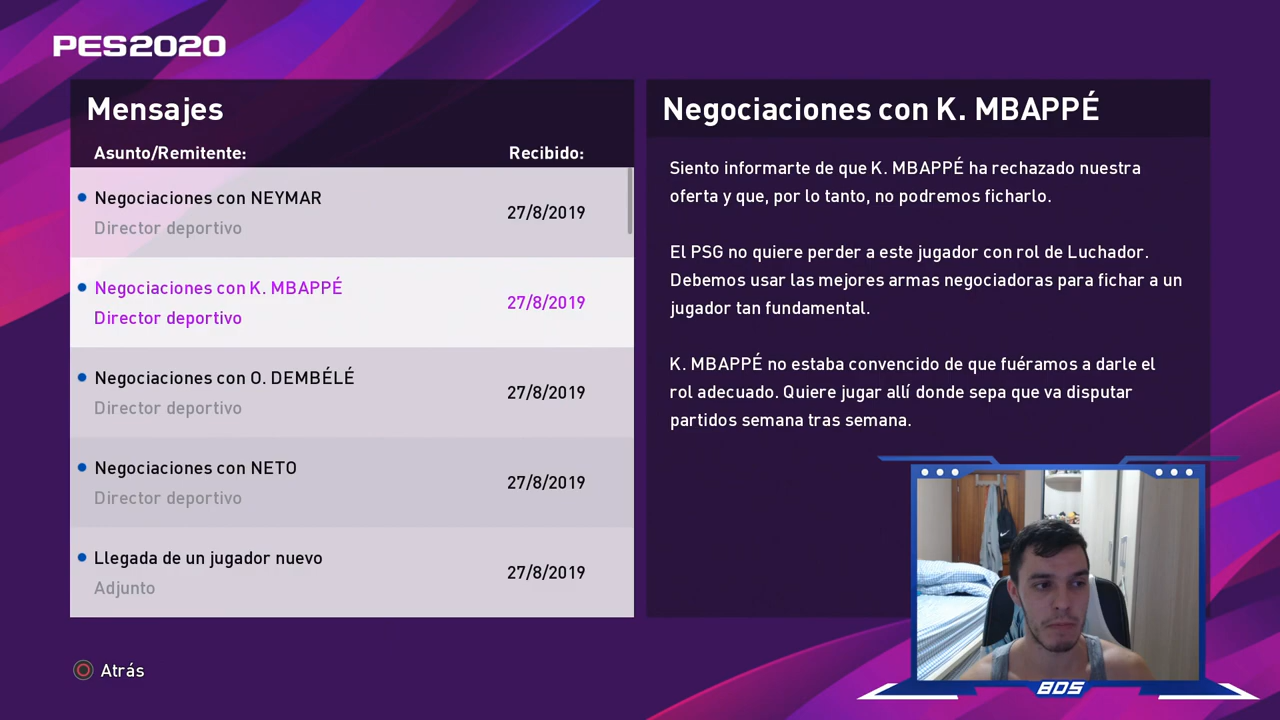 PES2020
Mensajes
Asunto/Remitente: Recibido:
Negociaciones con NEYMAR
Director deportivo
27/8/2019
Negociaciones con K. MBAPPÉ
Director deportivo
27/8/2019
Negociaciones con O. DEMBÉLÉ
Director deportivo
27/8/2019
Negociaciones con NETO
Director deportivo
27/8/2019
Llegada de un jugador nuevo
Adjunto
27/8/2019
Negociaciones con K. MBAPPÉ
Siento informarte de que K. MBAPPÉ ha rechazado nuestra
oferta y que, por lo tanto, no podremos ficharlo.
El PSG no quiere perder a este jugador con rol de Luchador.
Debemos usar las mejores armas negociadoras para fichar a un
jugador tan fundamental.
K. MBAPPÉ no estaba convencido de que fuéramos a darle el
rol adecuado. Quiere jugar allí donde sepa que va disputar
partidos semana tras semana.
Atrás
BDS